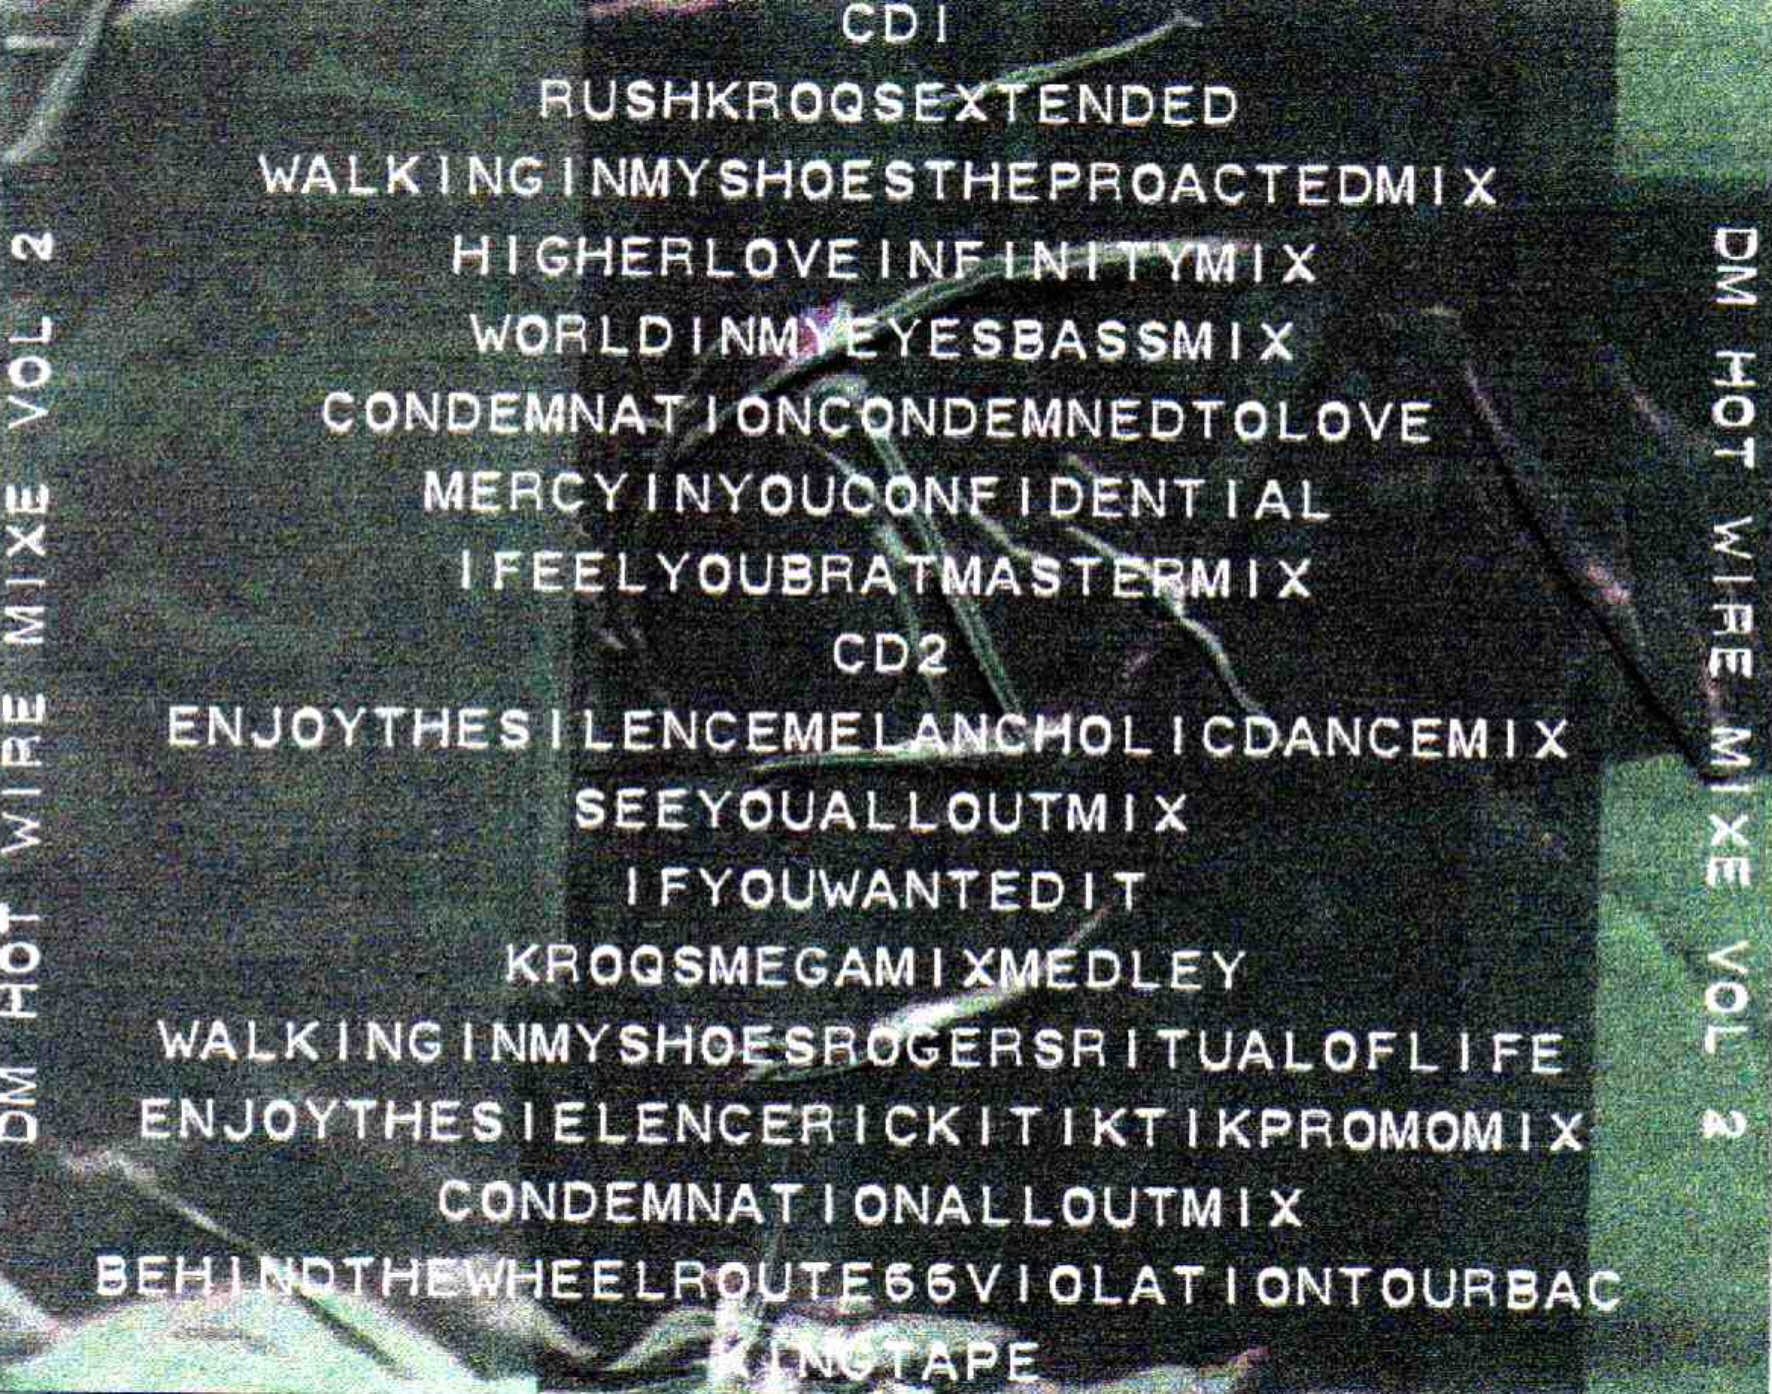 CD1
RUSHKROQSEXTENDED
WALKINGINMYSHOESTHEPROACTEDMIX
HIGHERLOVEINFINITYMIX
WORLDINMYEYESBASSMIX
CONDEMNATIONCONDEMNEDTOLOVE
MERCYINYOUCONFIDENTIAL
IFEELYOUBRATMASTERMIX
CD2
ENJOYTHESILENCEMELANCHOLICDANCEMIX
SEEYOUALLOUTMIX
IFYOUWANTEDIT
KROQSMEGAMIXMEDLEY
WALKINGINMYSHOESROGERSRITUALOFLIFE
ENJOYTHESIELENCERICKITIKTIKPROMOMIX
CONDEMNATIONALLOUTMIX
BEHINDTHEWHEELROUTE66VIOLATIONTOURBAC
KINGTAPE
DM HOT WIRE MIXE VOL 2
DM HOT WIRE MIXE VOL 2